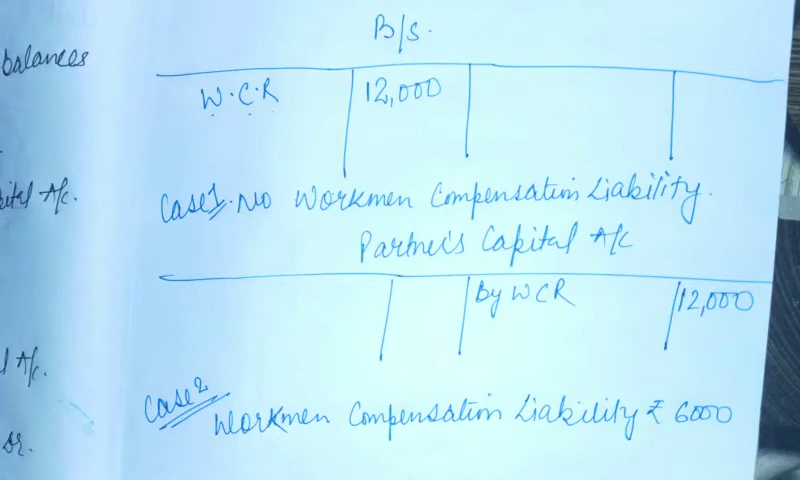 balances
B/S.
W.C.R 12,000
A/c.
Case 1. No Workmen Compensation Liability.
Partner's Capital A/c
By WCR 12,000
A/c.
Case 2
Workmen Compensation Liability ₹ 6000
or.